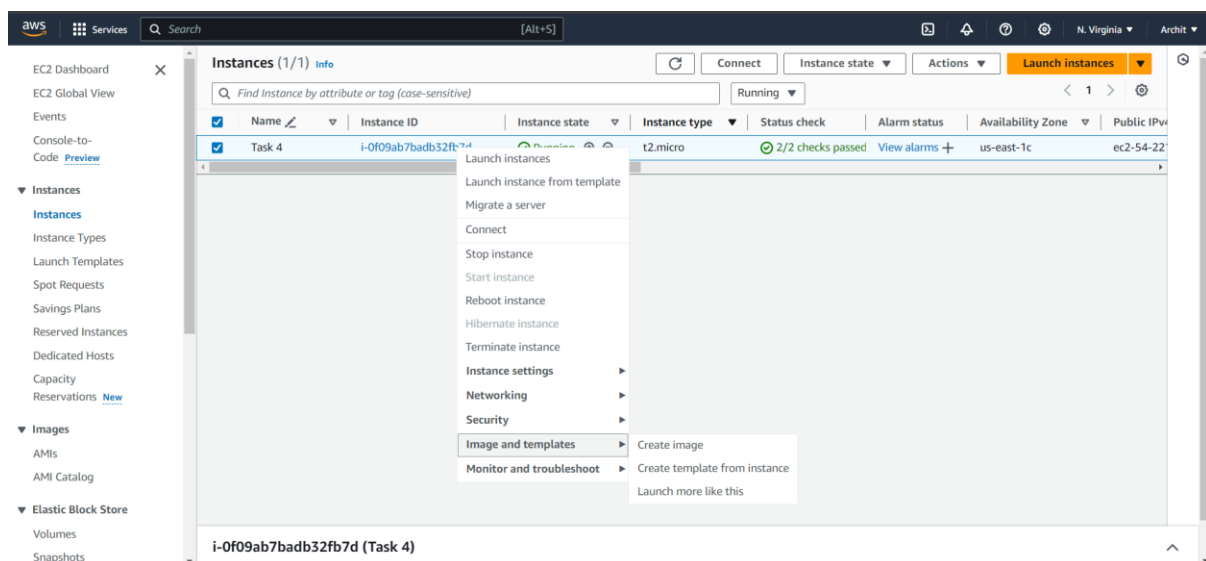 aws Services Search [Alt+S] N. Virginia ▼ Archit ▼
EC2 Dashboard
EC2 Global View
Events
Console-to-
Code Preview
▼ Instances
Instances
Instance Types
Launch Templates
Spot Requests
Savings Plans
Reserved Instances
Dedicated Hosts
Capacity
Reservations New
▼ Images
AMIs
AMI Catalog
▼ Elastic Block Store
Volumes
Snapshots
Instances (1/1) Info Connect Instance state ▼ Actions ▼ Launch instances ▼
Find Instance by attribute or tag (case-sensitive) Running ▼ < 1 >
Name Instance ID Instance state Instance type ▼ Status check Alarm status Availability Zone Public IPv4
Task 4 i-0f09ab7badb32fb7d Running t2.micro 2/2 checks passed View alarms + us-east-1c ec2-54-22
Launch instances
Launch instance from template
Migrate a server
Connect
Stop instance
Start instance
Reboot instance
Hibernate instance
Terminate instance
Instance settings ▶
Networking ▶
Security ▶
Image and templates ▶
Monitor and troubleshoot ▶
Create image
Create template from instance
Launch more like this
i-0f09ab7badb32fb7d (Task 4)